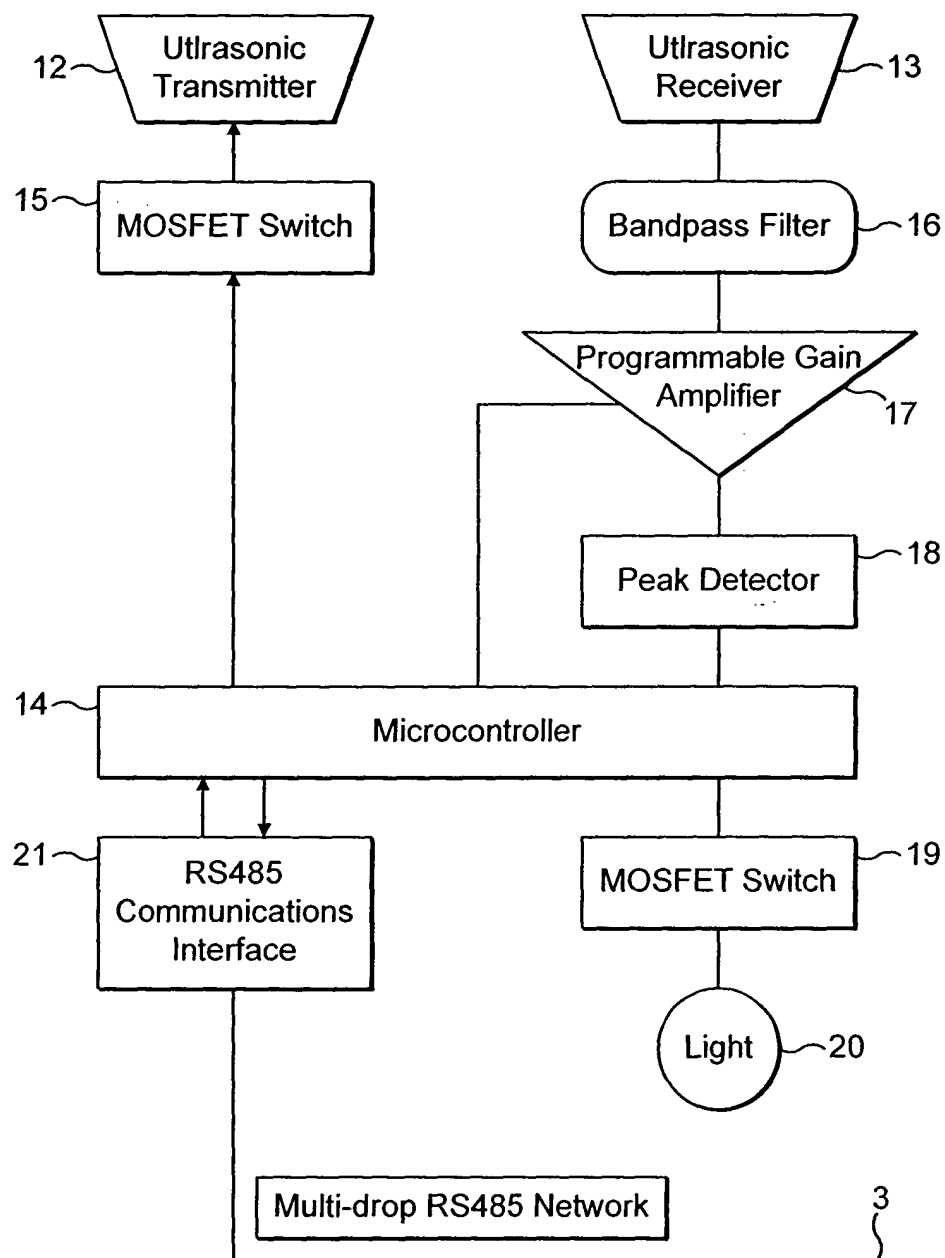 12
Utlrasonic
Transmitter
Utlrasonic
Receiver
13
15
MOSFET Switch
Bandpass Filter
16
Programmable Gain
Amplifier
17
Peak Detector
18
14
Microcontroller
21
RS485
Communications
Interface
MOSFET Switch
19
Light
20
Multi-drop RS485 Network
3